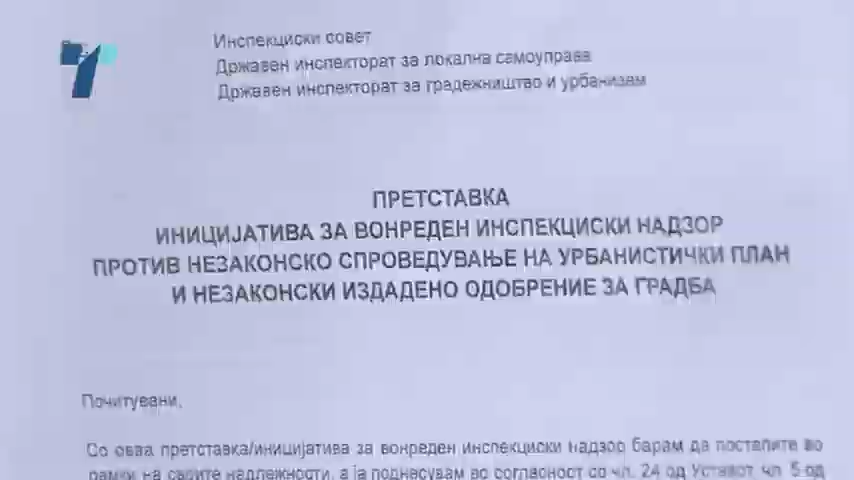 Инспекциски совет
Државен инспекторат за локална самоуправа
Државен инспекторат за градежништво и урбанизам
ПРЕТСТАВКА
ИНИЦИЈАТИВА ЗА ВОНРЕДЕН ИНСПЕКЦИСКИ НАДЗОР
ПРОТИВ НЕЗАКОНСКО СПРОВЕДУВАЊЕ НА УРБАНИСТИЧКИ ПЛАН
И НЕЗАКОНСКИ ИЗДАДЕНО ОДОБРЕНИЕ ЗА ГРАДБА
Почитувани,
Со оваа претставка/иницијатива за вонреден инспекциски надзор барам да постапите во
рамки на своите надлежности, а ја поднесувам во согласност со чл. 24 од Уставот, чл. 5 од